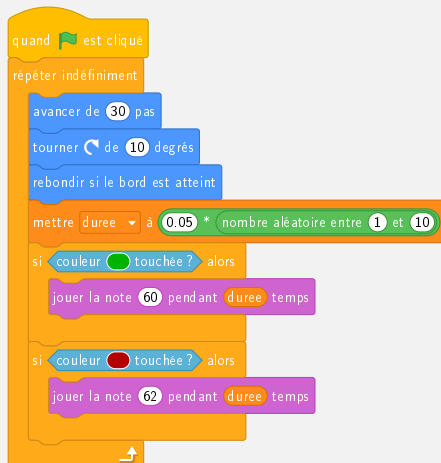 quand est cliqué
répéter indéfiniment
avancer de 30 pas
tourner de 10 degrés
rebondir si le bord est atteint
mettre duree à 0.05 * nombre aléatoire entre 1 et 10
si couleur touchée ? alors
jouer la note 60 pendant duree temps
si couleur touchée ? alors
jouer la note 62 pendant duree temps